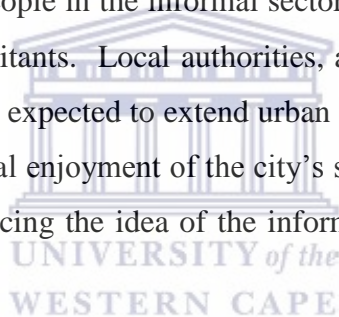 ople in the informal sector
itants. Local authorities, a
expected to extend urban
al enjoyment of the city's s
cing the idea of the inform
UNIVERSITY of the
WESTERN CAPE